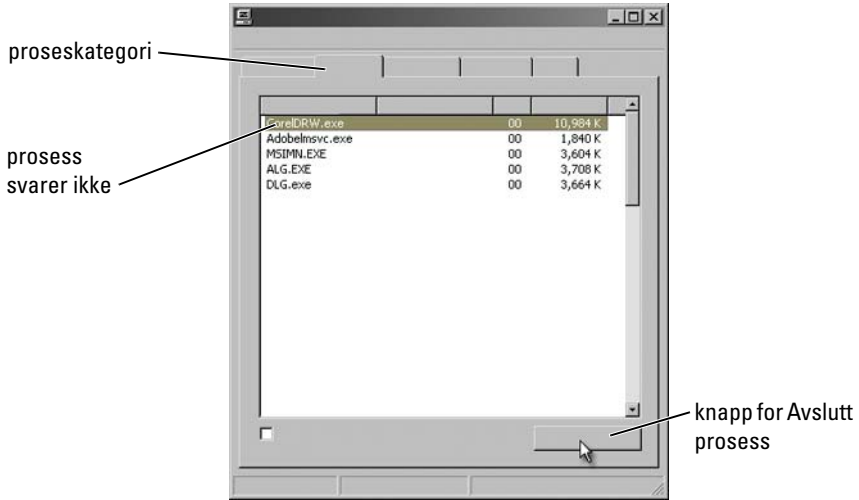 proseskategori
CorelDRW.exe 00 10,984 K
Adobelmsvc.exe 00 1,840 K
MSIMN.EXE 00 3,604 K
ALG.EXE 00 3,708 K
DLG.exe 00 3,664 K
prosess
svarer ikke
knapp for Avslutt
prosess